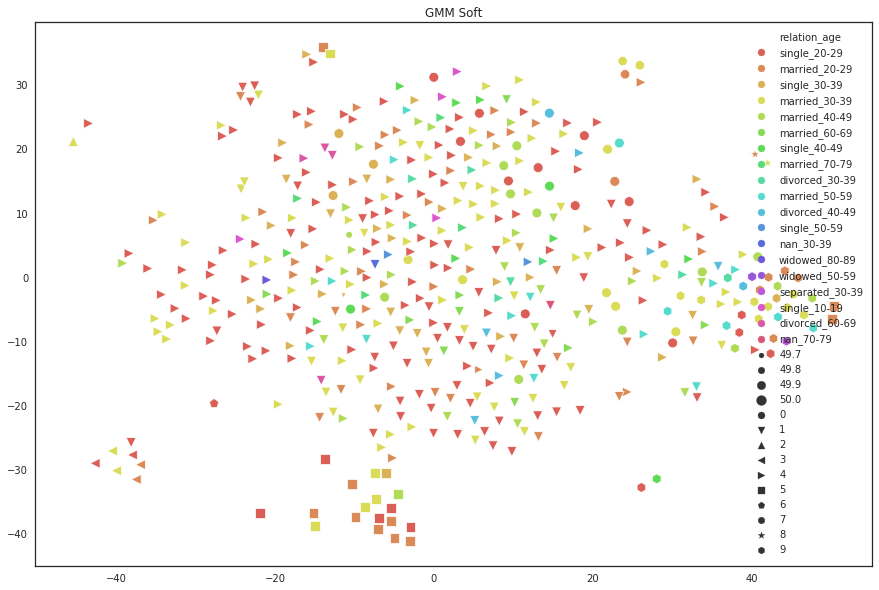 GMM Soft
relation_age
single_20-29
married_20-29
single_30-39
married_30-39
married_40-49
married_60-69
single_40-49
married_70-79
divorced_30-39
married_50-59
divorced_40-49
single_50-59
nan_30-39
widowed_80-89
widowed_50-59
separated_30-39
single_10-19
divorced_60-69
nan_70-79
49.7
49.8
49.9
50.0
0
1
2
3
4
5
6
7
8
9
30
20
10
0
−10
−20
−30
−40
−40 −20 0 20 40